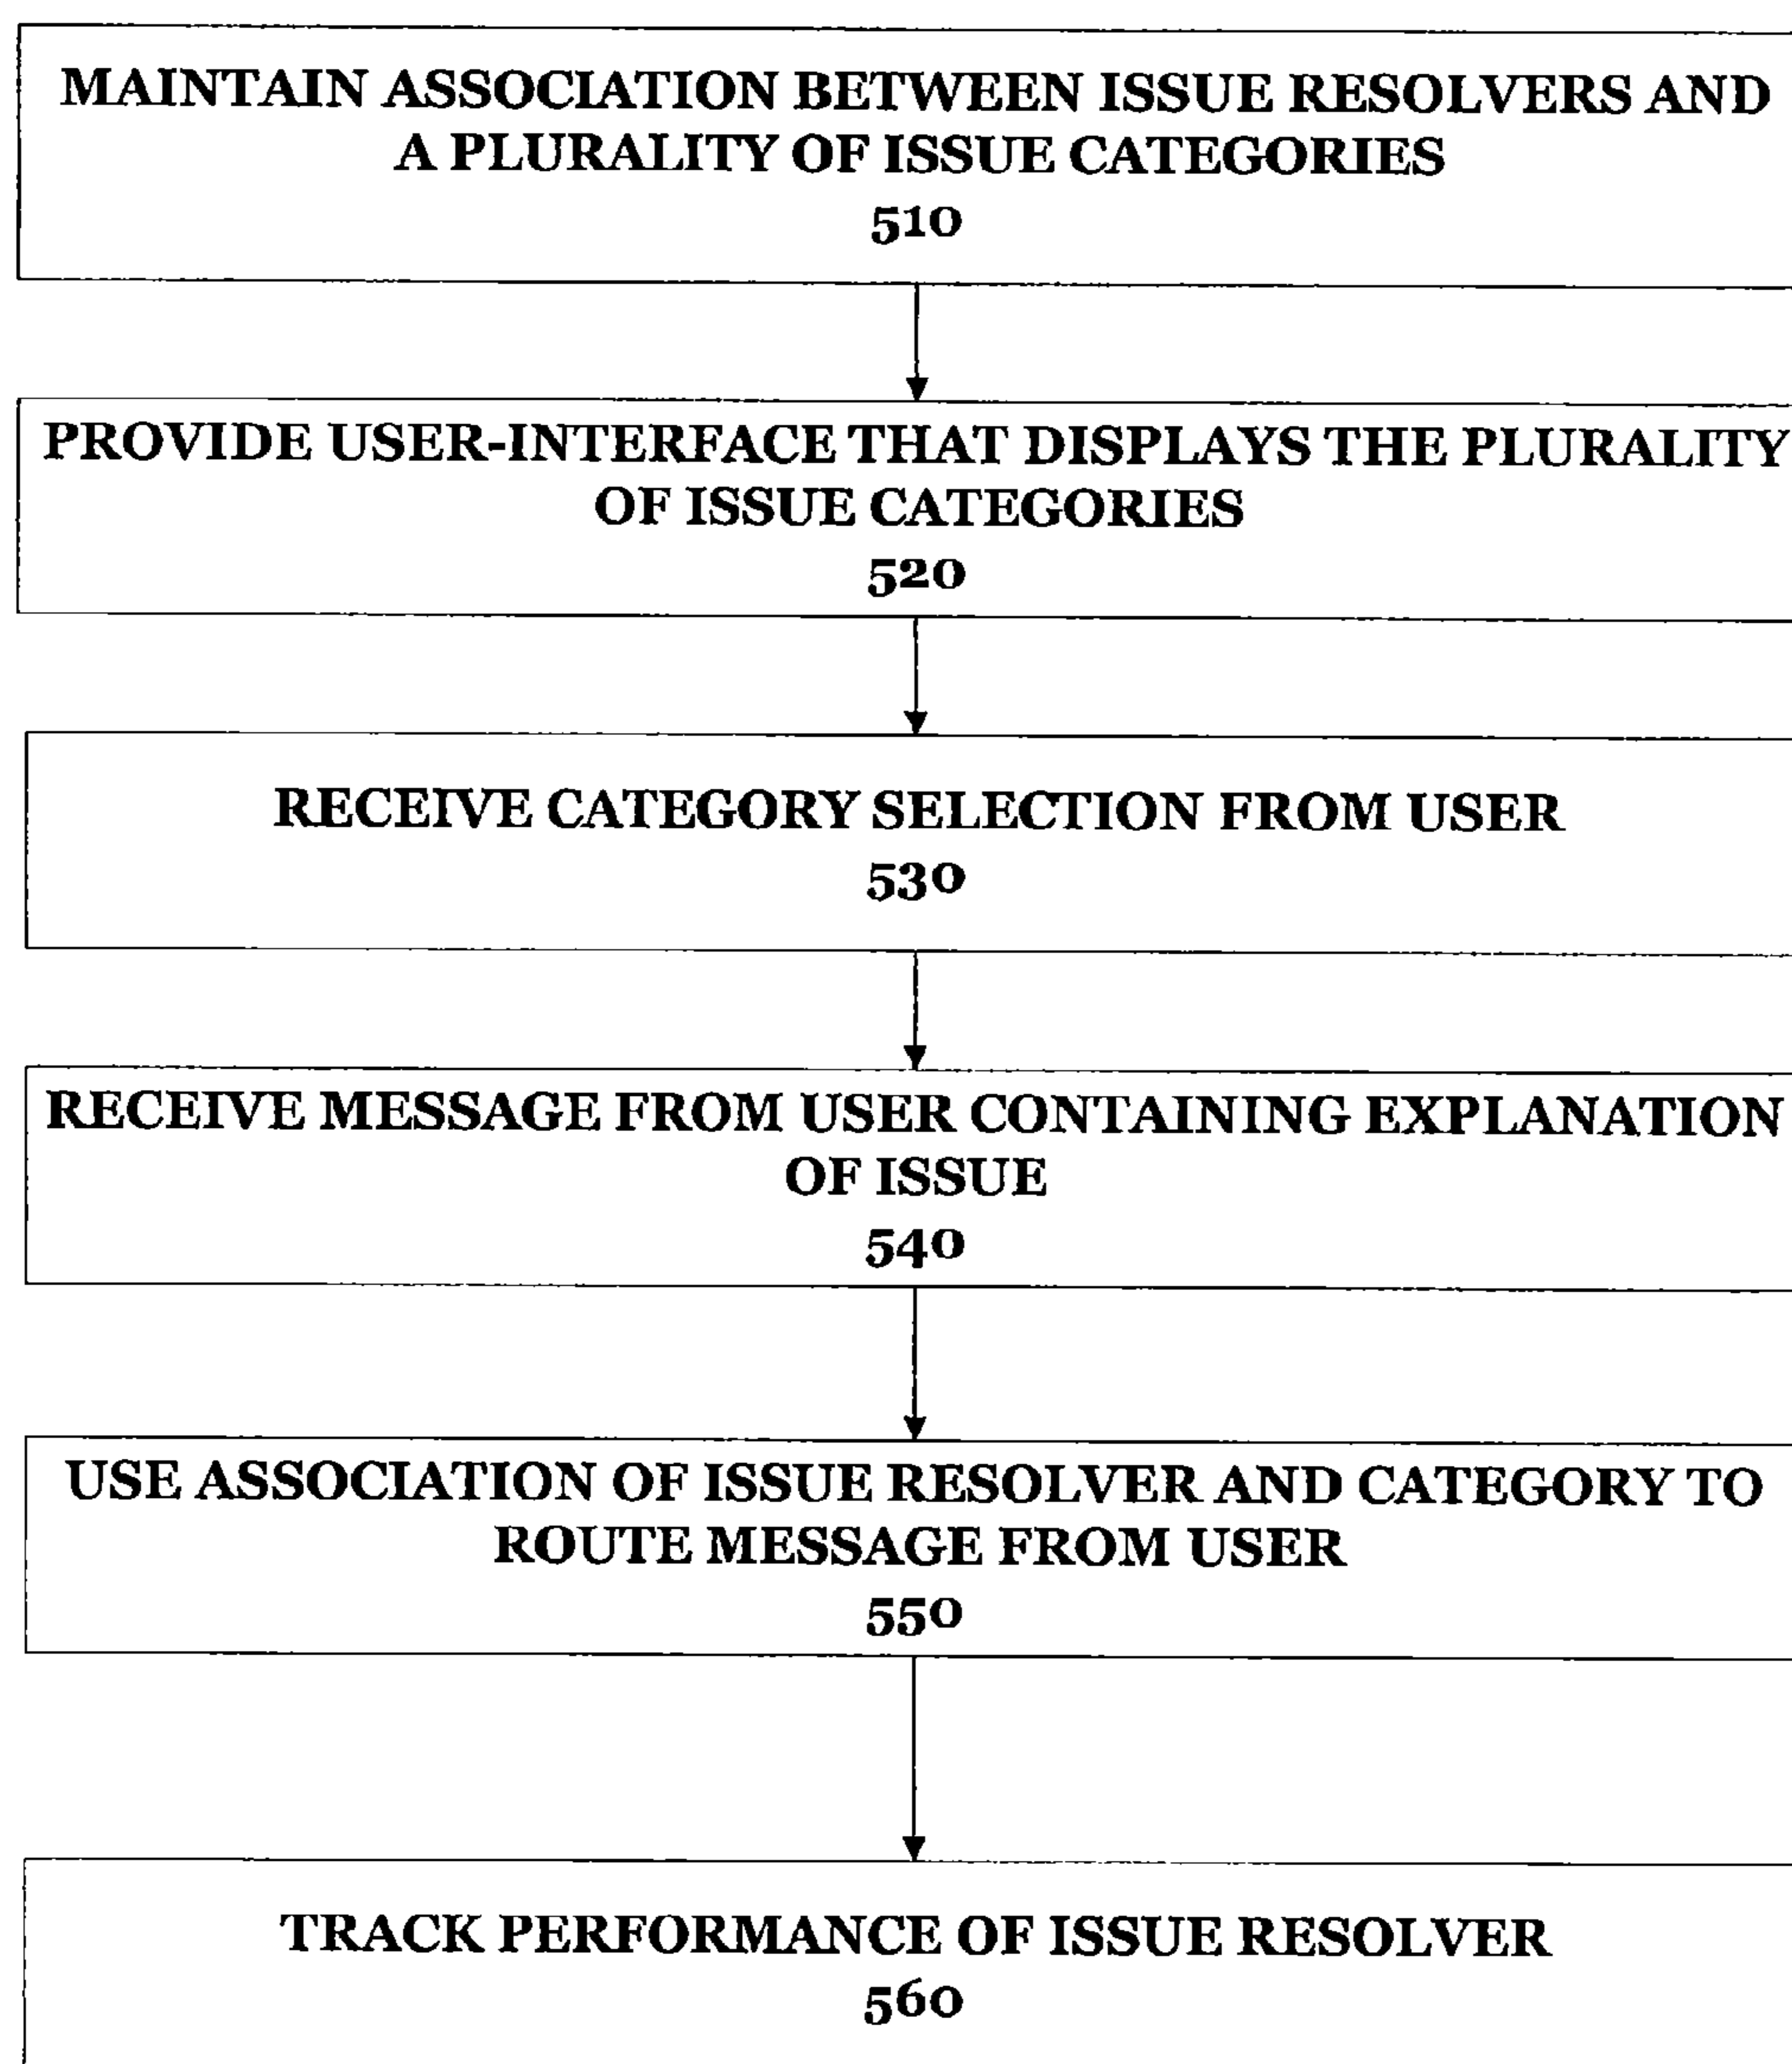 MAINTAIN ASSOCIATION BETWEEN ISSUE RESOLVERS AND
A PLURALITY OF ISSUE CATEGORIES
510
PROVIDE USER-INTERFACE THAT DISPLAYS THE PLURALITY
OF ISSUE CATEGORIES
520
RECEIVE CATEGORY SELECTION FROM USER
530
RECEIVE MESSAGE FROM USER CONTAINING EXPLANATION
OF ISSUE
540
USE ASSOCIATION OF ISSUE RESOLVER AND CATEGORY TO
ROUTE MESSAGE FROM USER
550
TRACK PERFORMANCE OF ISSUE RESOLVER
560